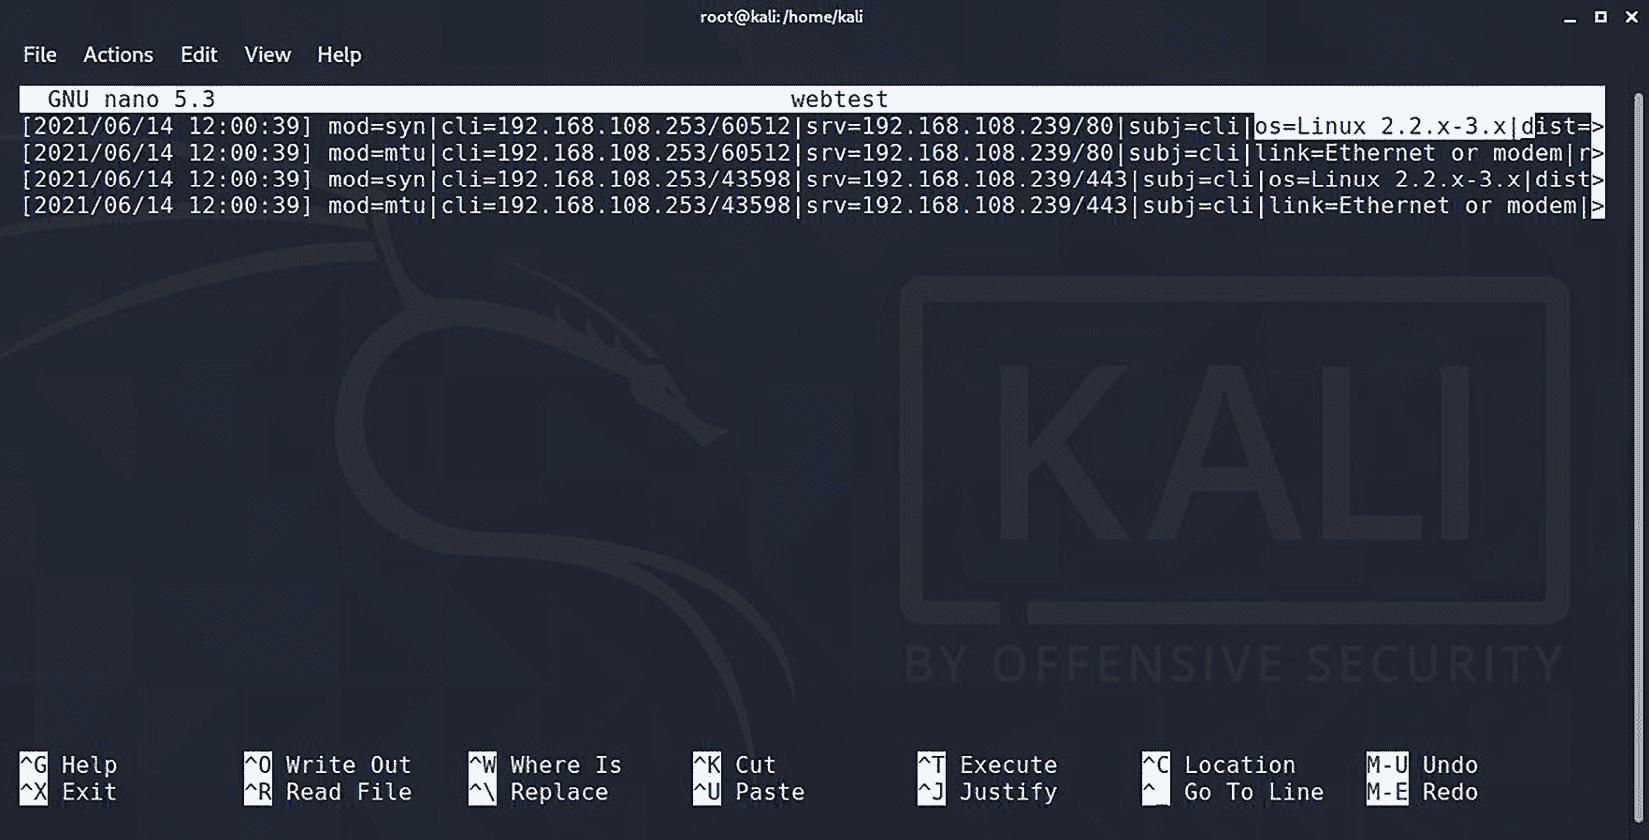 root@kali:/home/kali
File Actions Edit View Help
GNU nano 5.3 webtest
[2021/06/14 12:00:39] mod=syn|cli=192.168.108.253/60512|srv=192.168.108.239/80|subj=cli|os=Linux 2.2.x-3.x|dist=>
[2021/06/14 12:00:39] mod=mtu|cli=192.168.108.253/60512|srv=192.168.108.239/80|subj=cli|link=Ethernet or modem|r>
[2021/06/14 12:00:39] mod=syn|cli=192.168.108.253/43598|srv=192.168.108.239/443|subj=cli|os=Linux 2.2.x-3.x|dist>
[2021/06/14 12:00:39] mod=mtu|cli=192.168.108.253/43598|srv=192.168.108.239/443|subj=cli|link=Ethernet or modem|>
KALI
BY OFFENSIVE SECURITY
^G Help ^O Write Out ^W Where Is ^K Cut ^T Execute ^C Location M-U Undo
^X Exit ^R Read File ^\ Replace ^U Paste ^J Justify ^_ Go To Line M-E Redo